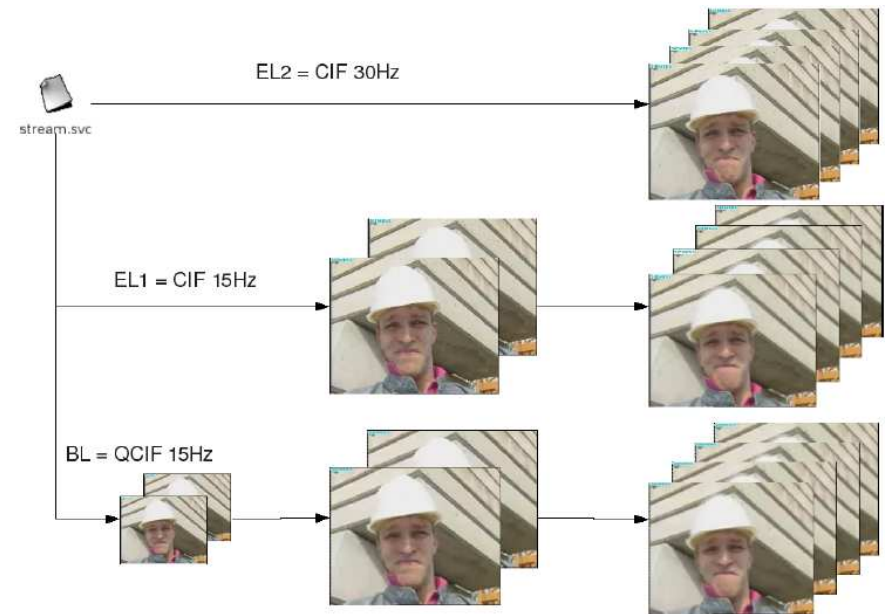 EL2 = CIF 30Hz
stream.svc
EL1 = CIF 15Hz
BL = QCIF 15Hz